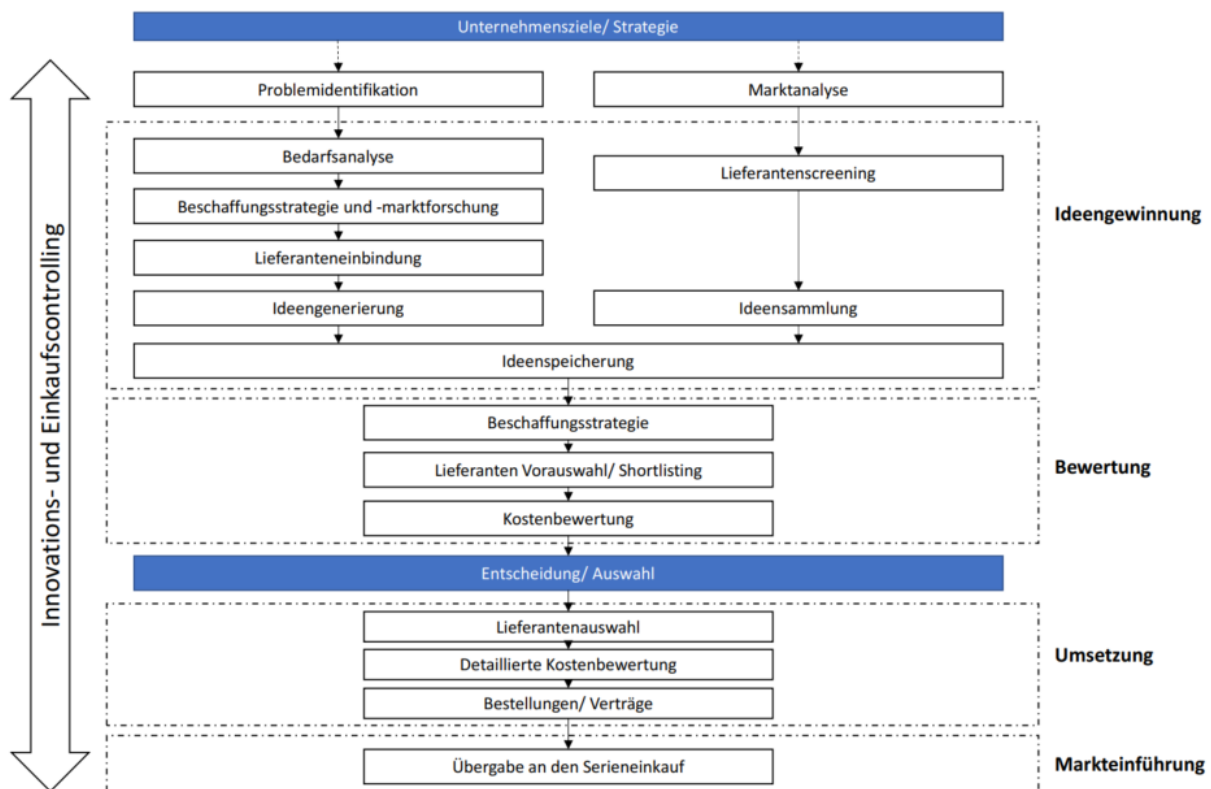 Unternehmensziele/ Strategie
Problemidentifikation
Marktanalyse
Bedarfsanalyse
Lieferantenscreening
Beschaffungsstrategie und -marktforschung
Ideengewinnung
Lieferanteneinbindung
Ideengenerierung
Ideensammlung
Ideenspeicherung
Innovations- und Einkaufscontrolling
Beschaffungsstrategie
Lieferanten Vorauswahl/ Shortlisting
Bewertung
Kostenbewertung
Entscheidung/ Auswahl
Lieferantenauswahl
Detaillierte Kostenbewertung
Umsetzung
Bestellungen/ Verträge
Übergabe an den Serieneinkauf
Markteinführung